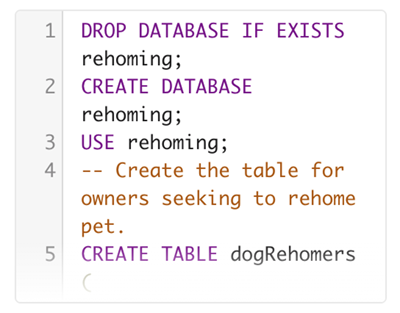 1 DROP DATABASE IF EXISTS
rehoming;
2 CREATE DATABASE
rehoming;
3 USE rehoming;
4 -- Create the table for
owners seeking to rehome
pet.
5 CREATE TABLE dogRehomers
(